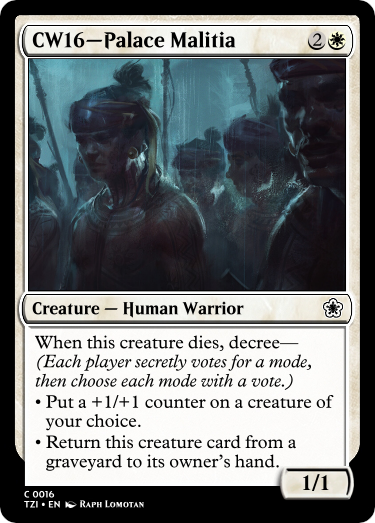 CW16—Palace Malitia 2
Creature — Human Warrior
When this creature dies, decree—
(Each player secretly votes for a mode,
then choose each mode with a vote.)
• Put a +1/+1 counter on a creature of
your choice.
• Return this creature card from a
graveyard to its owner's hand.
1/1
C 0016
TZI • EN Raph Lomotan